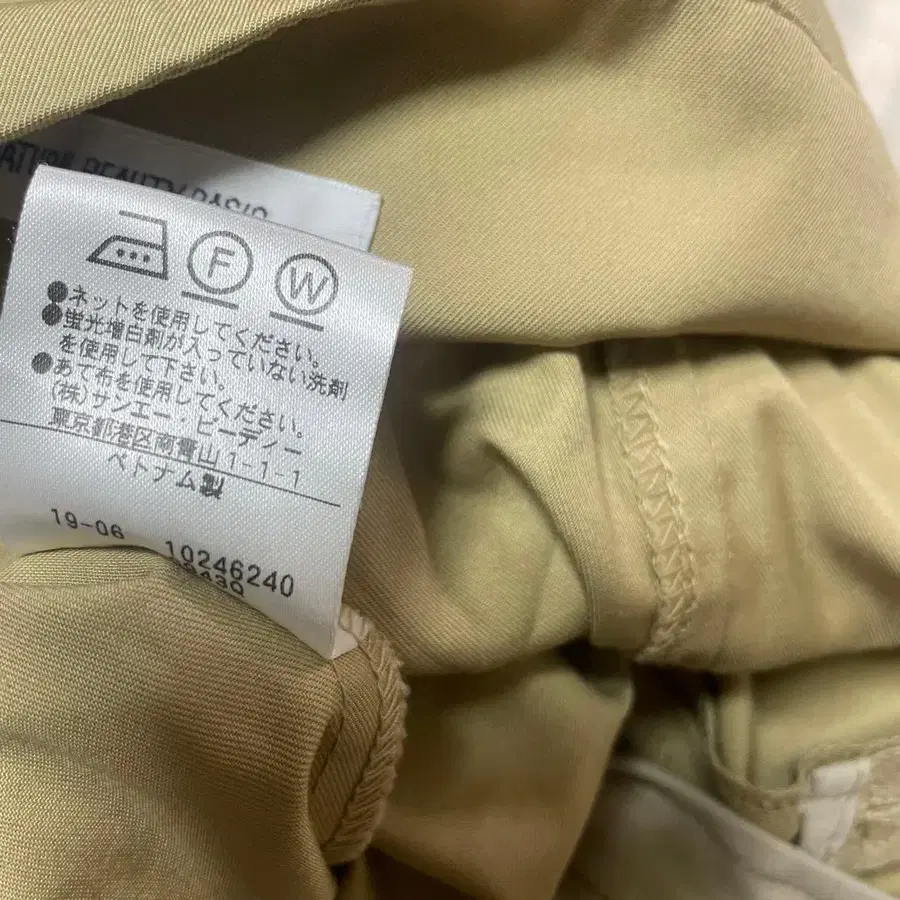 BEAUTY BASIC
F W
●ネットを使用してください。
●蛍光増白剤が入っていない洗剤
を使用して下さい。
●あて布を使用してください。
(株)サンエー・ビーディー
東京都港区南青山1-1-1
ベトナム製
19-06 10246240